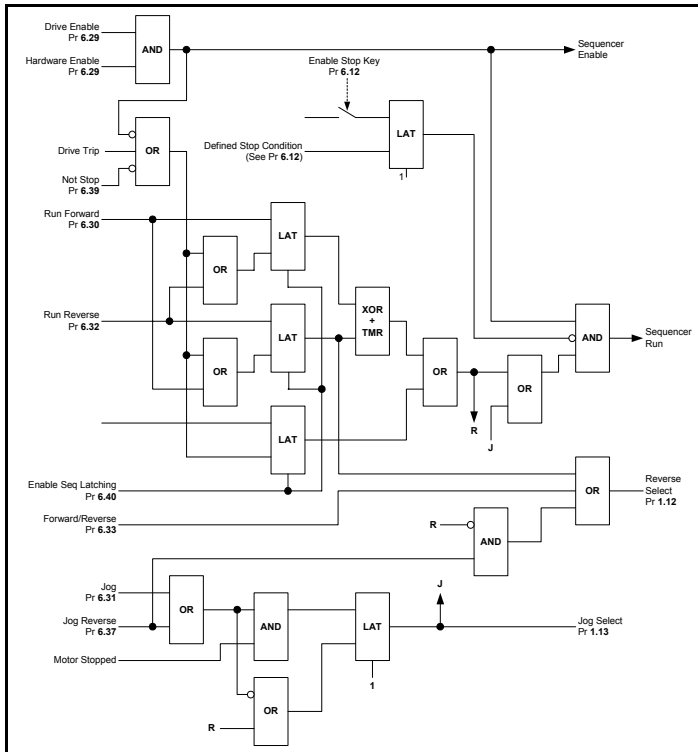 Drive Enable
Pr 6.29
AND
Hardware Enable
Pr 6.29
Sequencer
Enable
Enable Stop Key
Pr 6.12
LAT
Defined Stop Condition
(See Pr 6.12)
1
Drive Trip
OR
Not Stop
Pr 6.39
Run Forward
Pr 6.30
LAT
OR
XOR
+
TMR
Run Reverse
Pr 6.32
LAT
OR
OR
OR
AND
Sequencer
Run
R
J
LAT
Enable Seq Latching
Pr 6.40
OR
Reverse
Select
Pr 1.12
Forward/Reverse
Pr 6.33
R
AND
Jog
Pr 6.31
OR
Jog Reverse
Pr 6.37
AND
LAT
J
Jog Select
Pr 1.13
Motor Stopped
1
OR
R